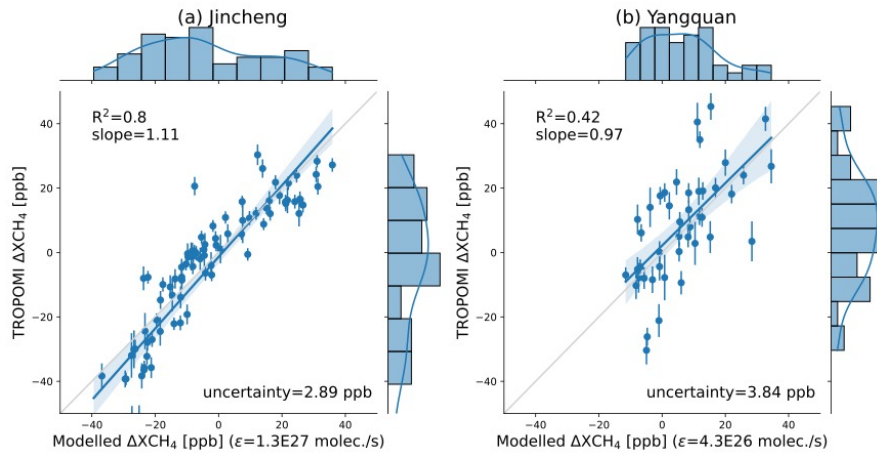 (a) Jincheng
(b) Yangquan
R²=0.8
slope=1.11
TROPOMI ΔXCH₄ [ppb]
40
20
0
−20
−40
uncertainty=2.89 ppb
−40 −20 0 20 40
Modelled ΔXCH₄ [ppb] (ε=1.3E27 molec./s)
R²=0.42
slope=0.97
TROPOMI ΔXCH₄ [ppb]
40
20
0
−20
−40
uncertainty=3.84 ppb
−40 −20 0 20 40
Modelled ΔXCH₄ [ppb] (ε=4.3E26 molec./s)